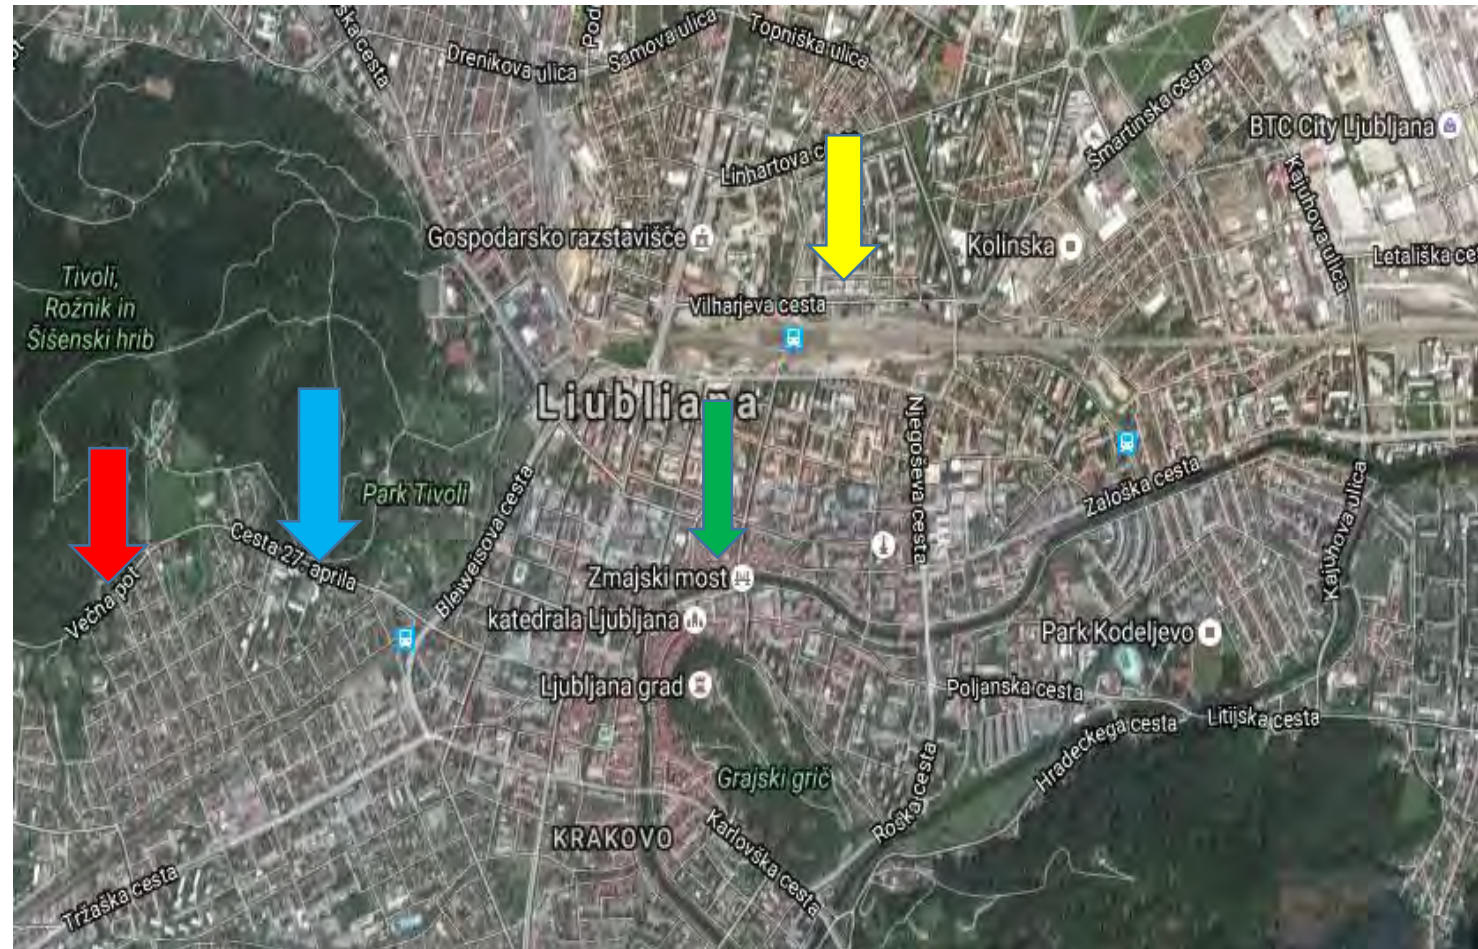 Drenikova ulica
Samova ulica
Topniška ulica
ska cesta
Pod
Šmartinska cesta
BTC City Ljubljana
Linhartova c
Kajuhova ulica
Gospodarsko razstavišče
Kolinska
Letališka ce
Tivoli,
Rožnik in
Šišenski hrib
Vilharjeva cesta
Ljubljana
Njegoševa cesta
Park Tivoli
Bleiweisova cesta
Zaloška cesta
Kajuhova ulica
Cesta 27. aprila
Večna pot
Zmajski most
katedrala Ljubljana
Park Kodeljevo
Ljubljana grad
Poljanska cesta
Litijska cesta
Hradeckega cesta
Grajski grič
Roška cesta
KRAKOVO
Karlovška cesta
Tržaška cesta